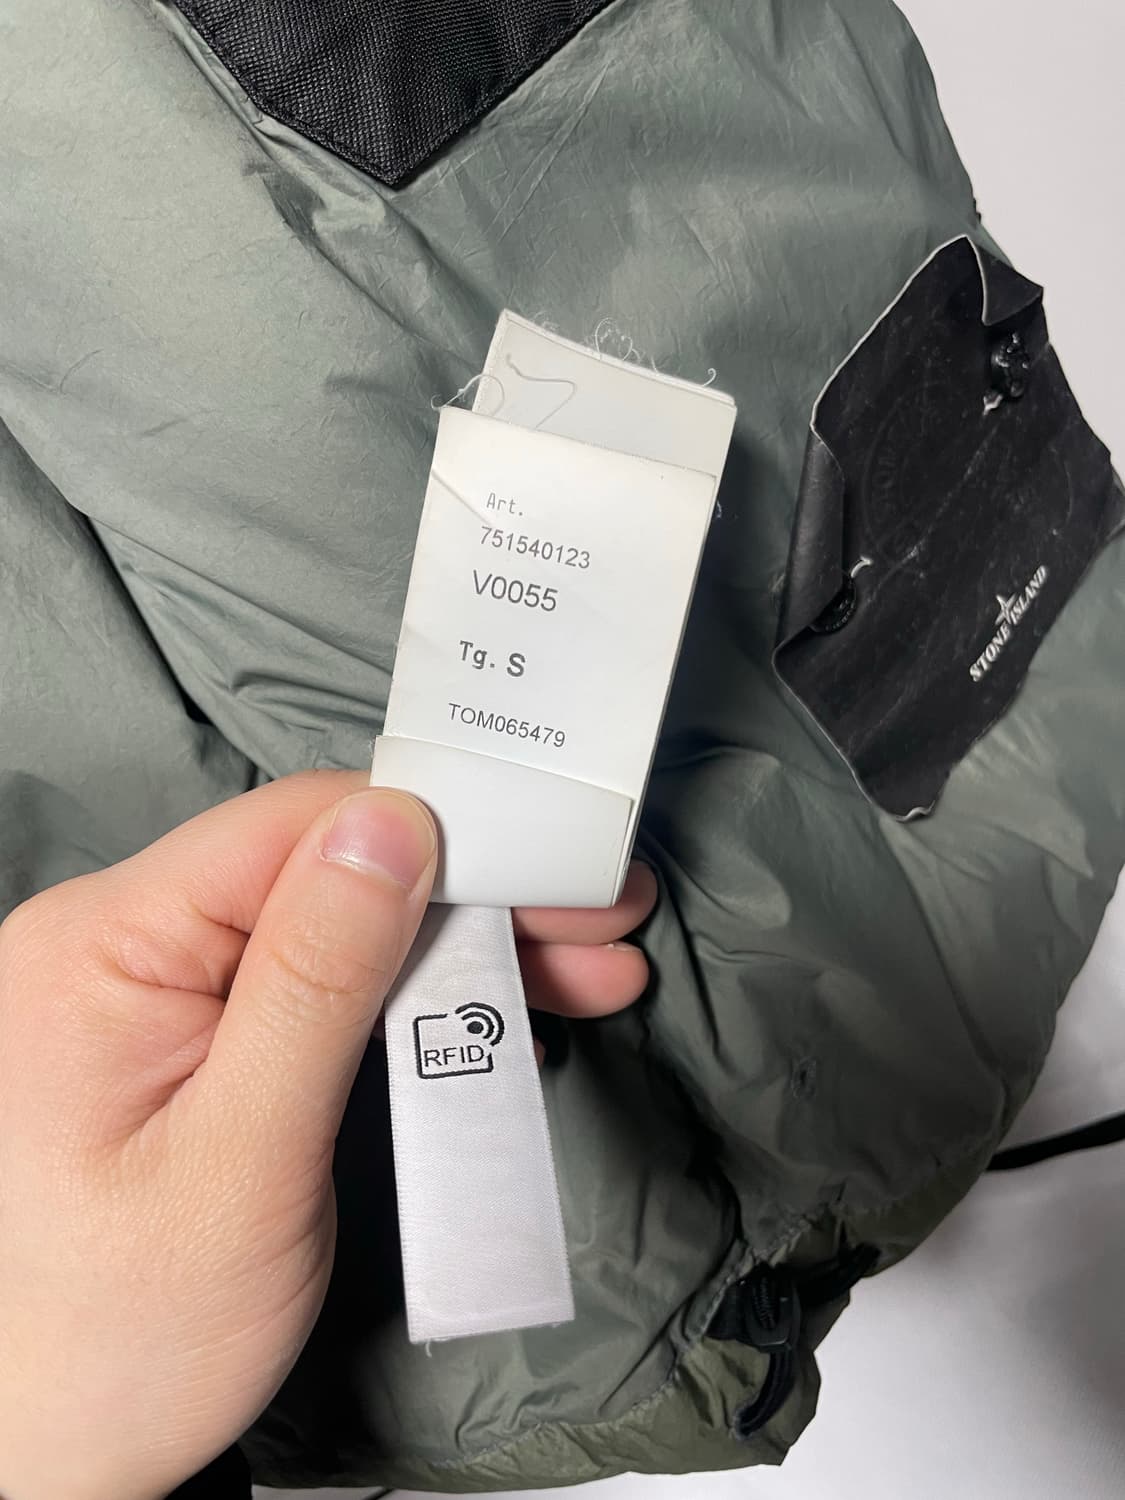 Art.
751540123
V0055
Tg. S
TOM065479
RFID
STONE ISLAND